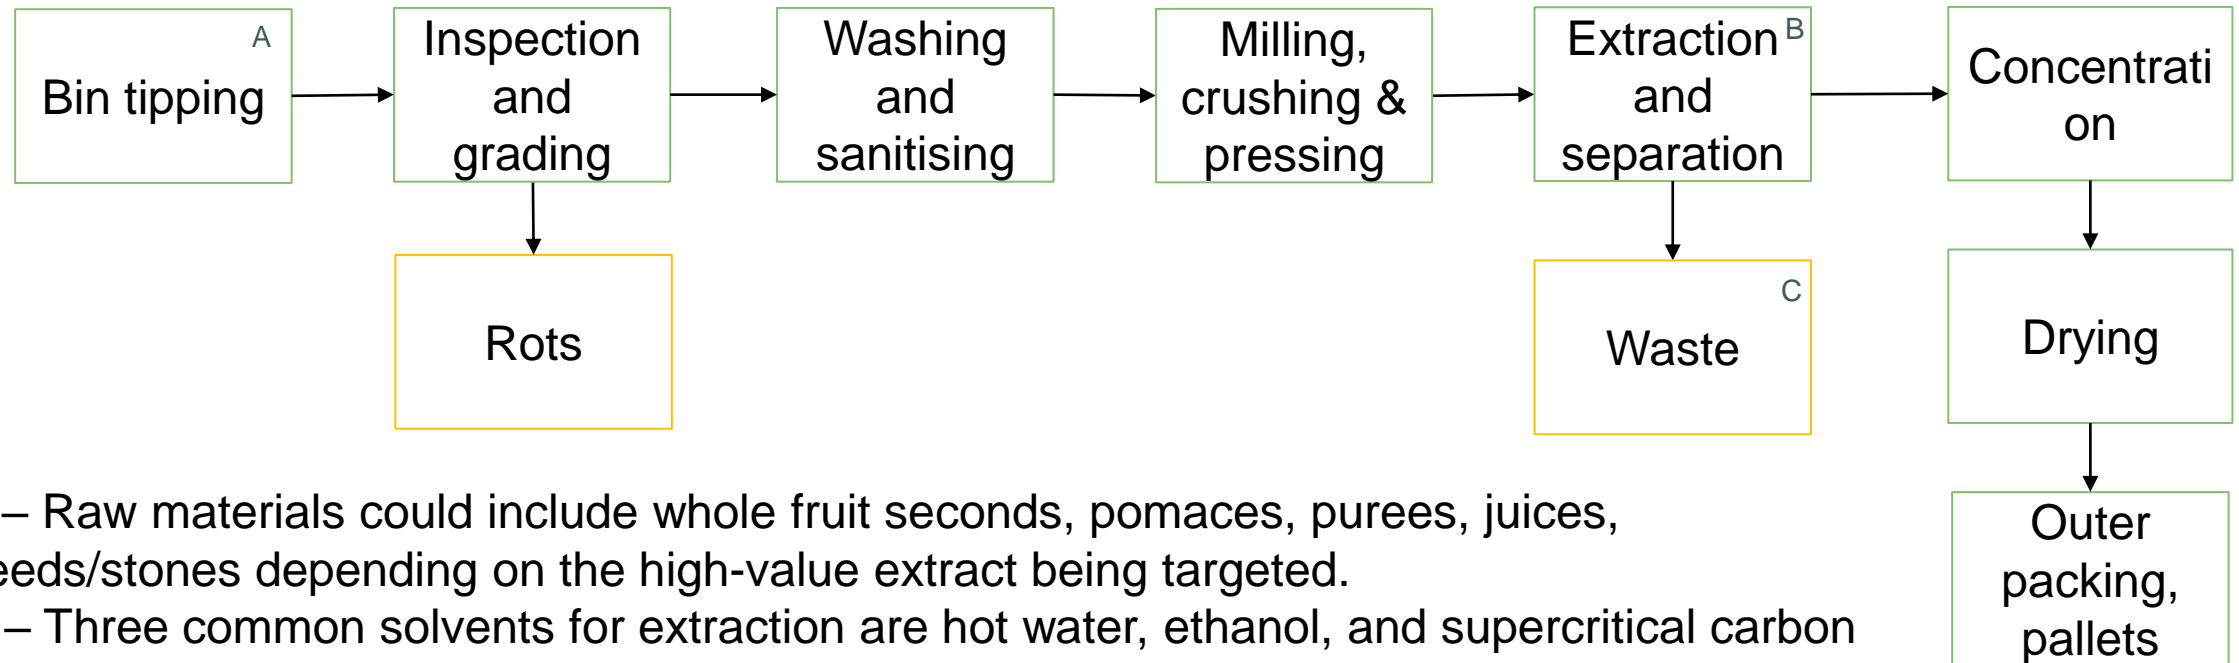 A
Bin tipping
Inspection
and
grading
Washing
and
sanitising
Milling,
crushing &
pressing
Extraction B
and
separation
Concentrati
on
Rots
C
Waste
Drying
Outer
packing,
pallets
– Raw materials could include whole fruit seconds, pomaces, purees, juices,
eeds/stones depending on the high-value extract being targeted.
– Three common solvents for extraction are hot water, ethanol, and supercritical carbon